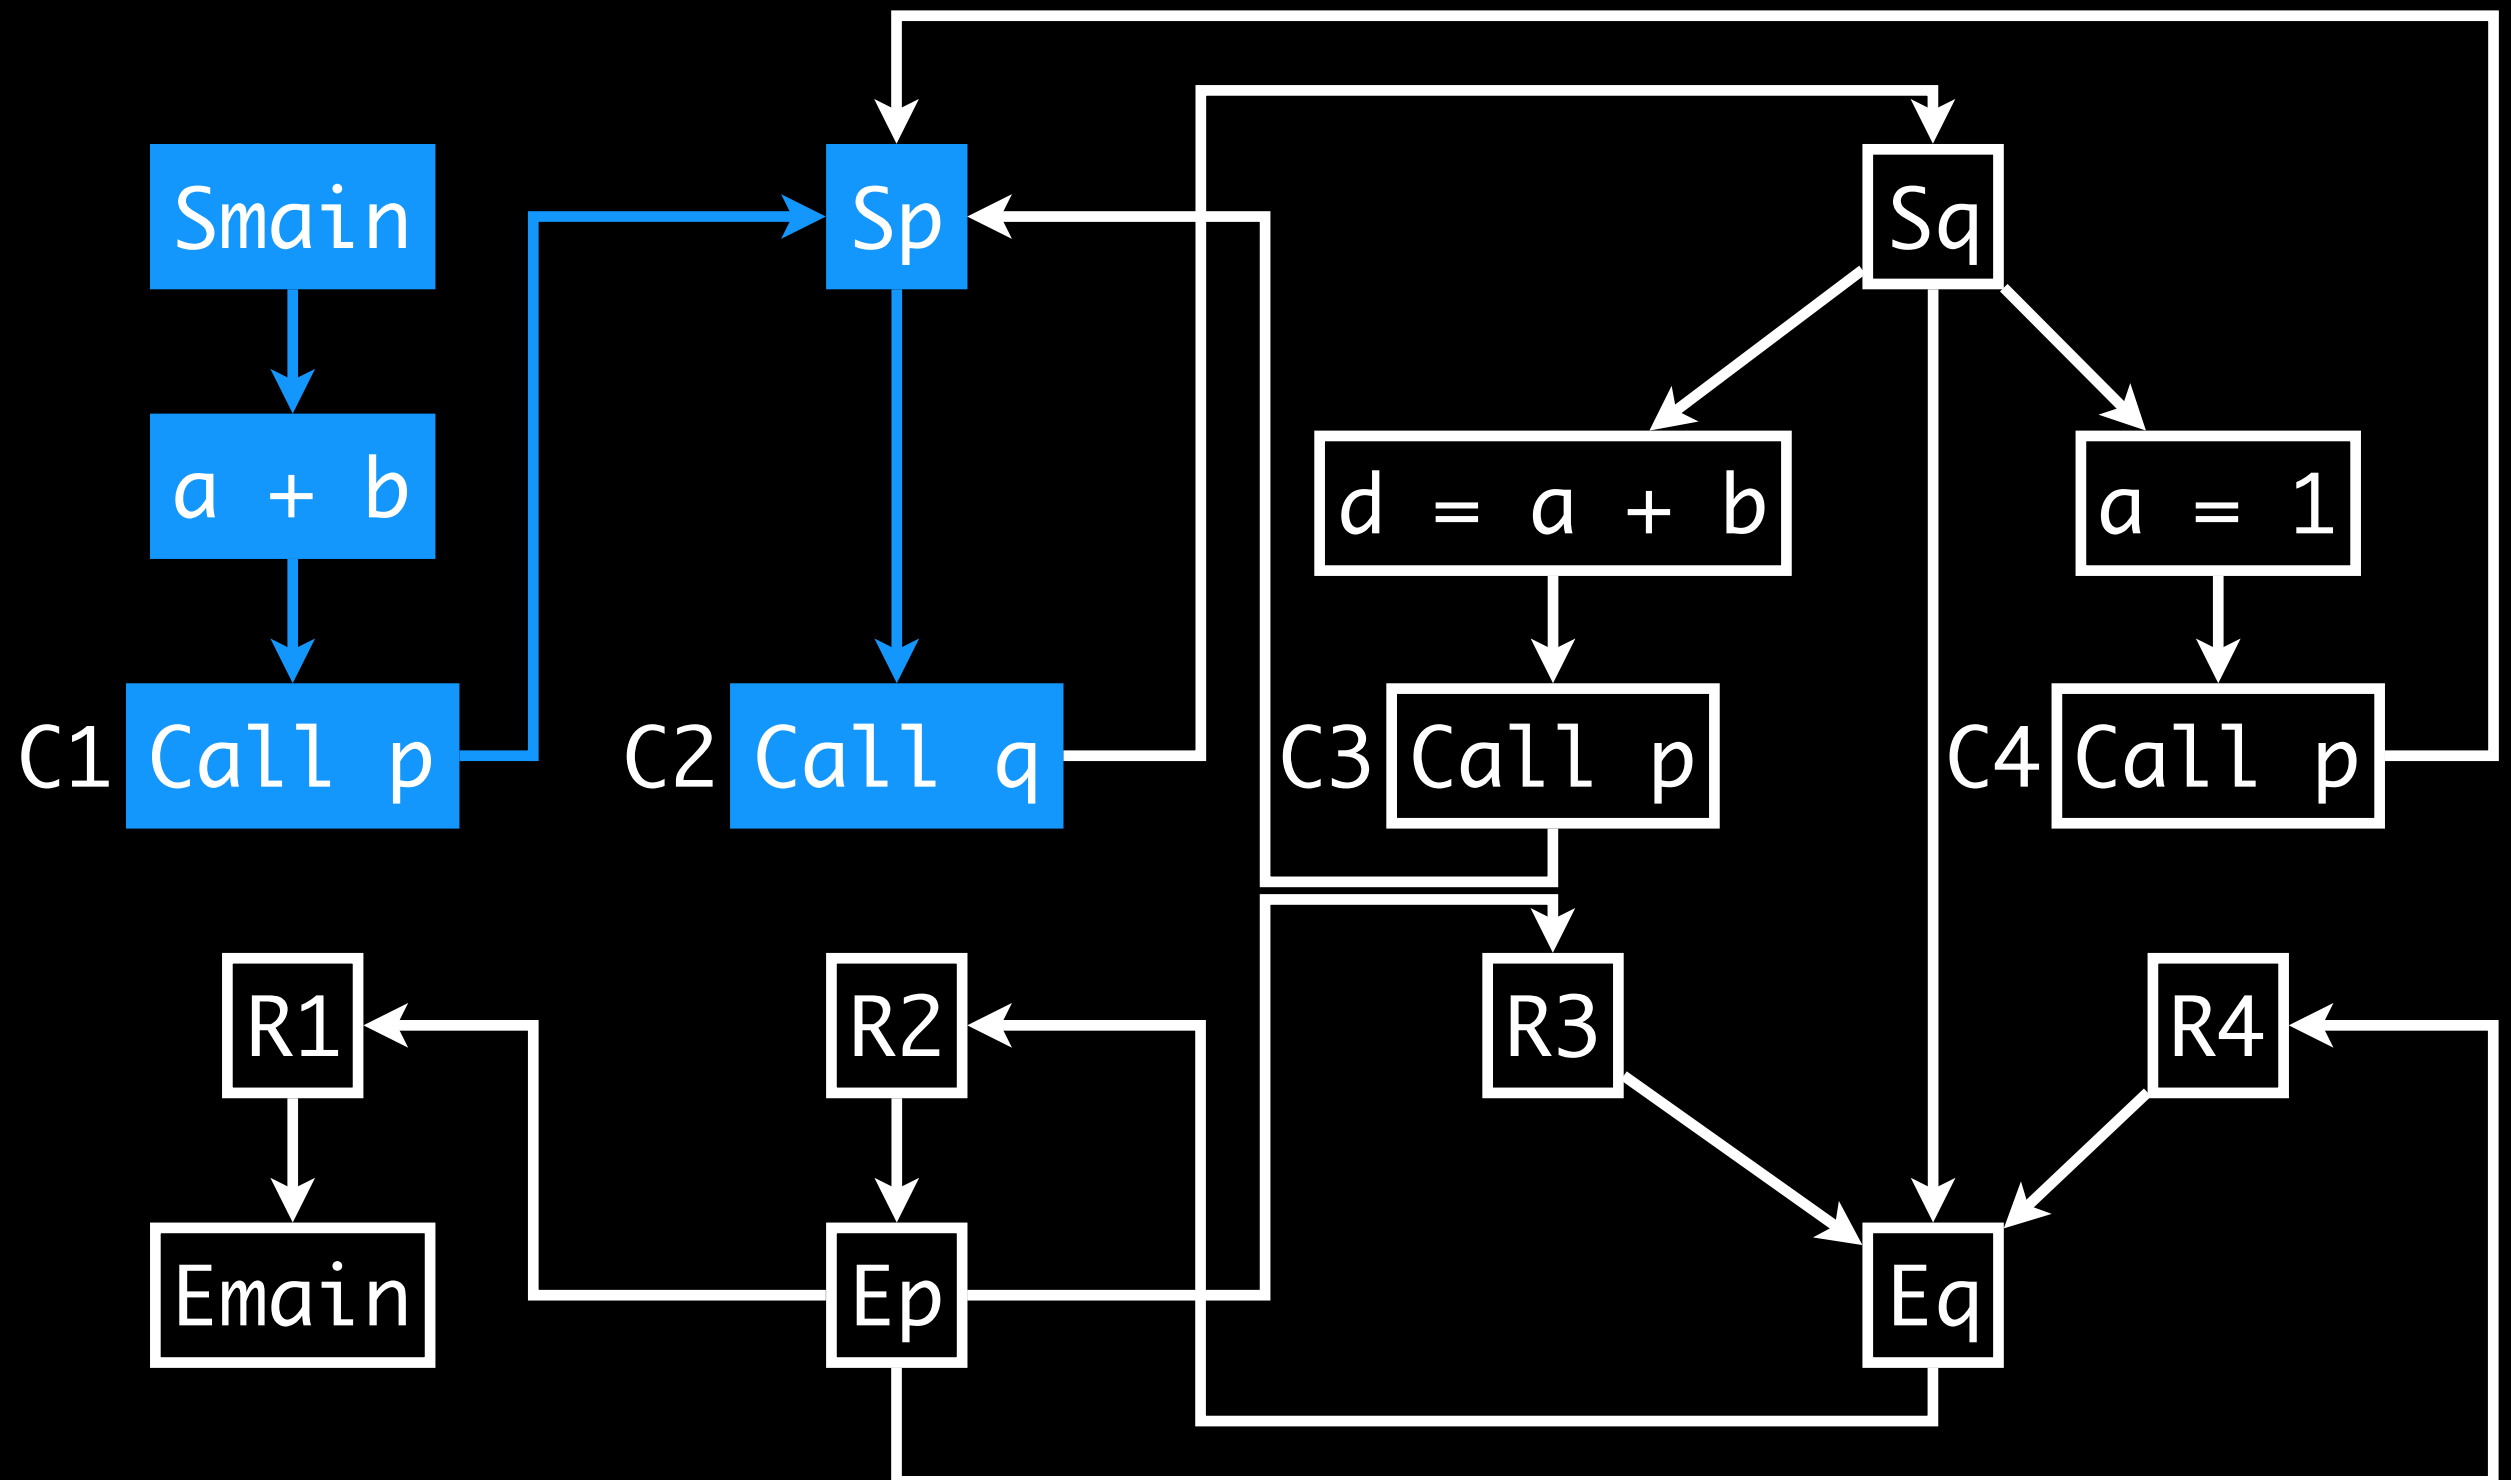 Smain
Sp
Sq
a + b
d = a + b
a = 1
C1 Call p
C2 Call q
C3 Call p
C4 Call p
R1
R2
R3
R4
Emain
Ep
Eq